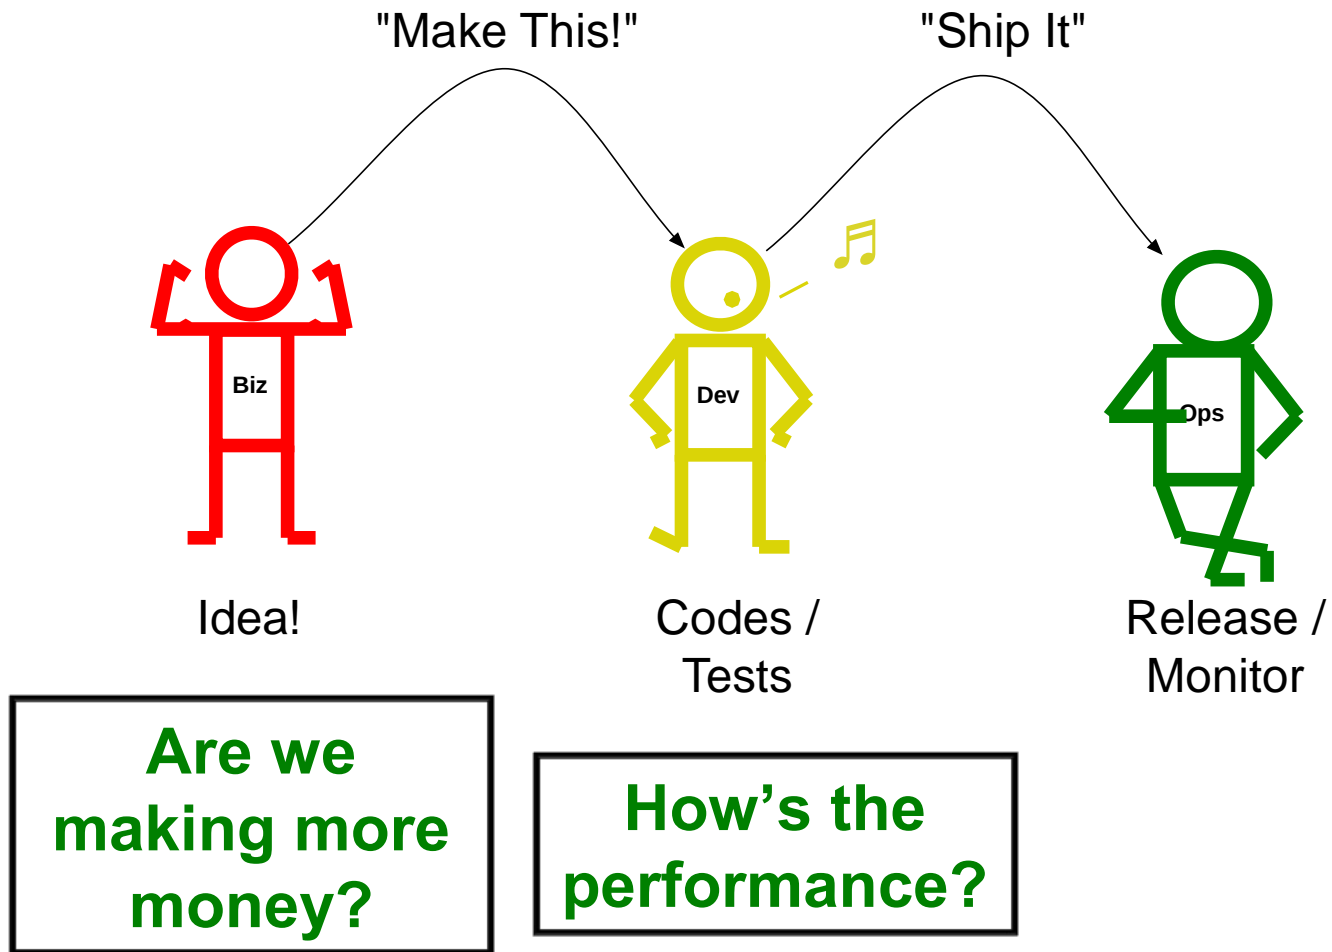 "Make This!"
"Ship It"
Biz
Dev
Ops
Idea!
Codes /
Tests
Release /
Monitor
Are we
making more
money?
How’s the
performance?